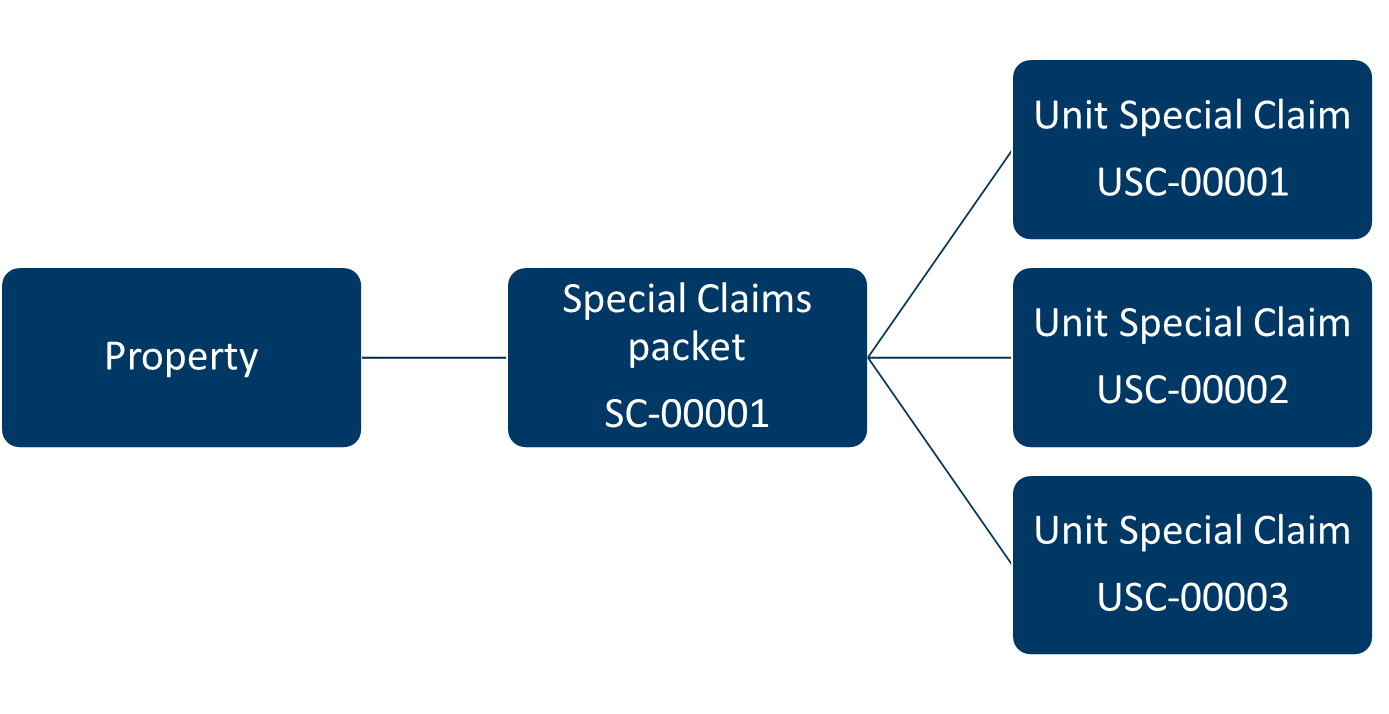 Property
Special Claims
packet
SC-00001
Unit Special Claim
USC-00001
Unit Special Claim
USC-00002
Unit Special Claim
USC-00003